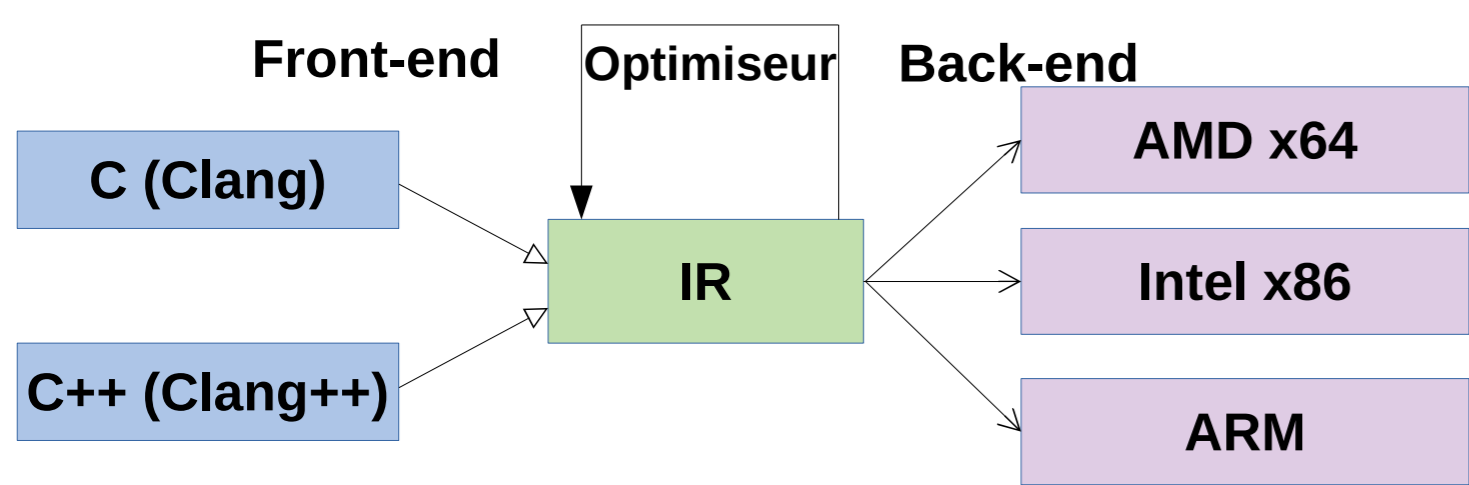 Front-end
Optimiseur
Back-end
C (Clang)
C++ (Clang++)
IR
AMD x64
Intel x86
ARM